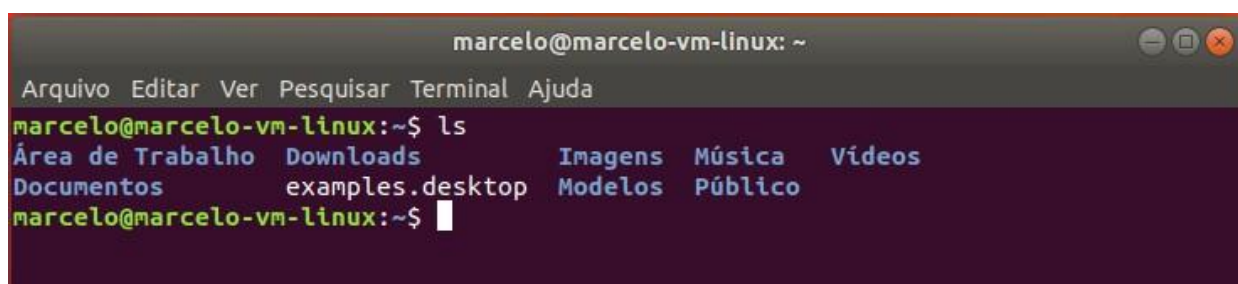 marcelo@marcelo-vm-linux: ~
Arquivo Editar Ver Pesquisar Terminal Ajuda
marcelo@marcelo-vm-linux:~$ ls
Área de Trabalho Downloads Imagens Música Vídeos
Documentos examples.desktop Modelos Público
marcelo@marcelo-vm-linux:~$